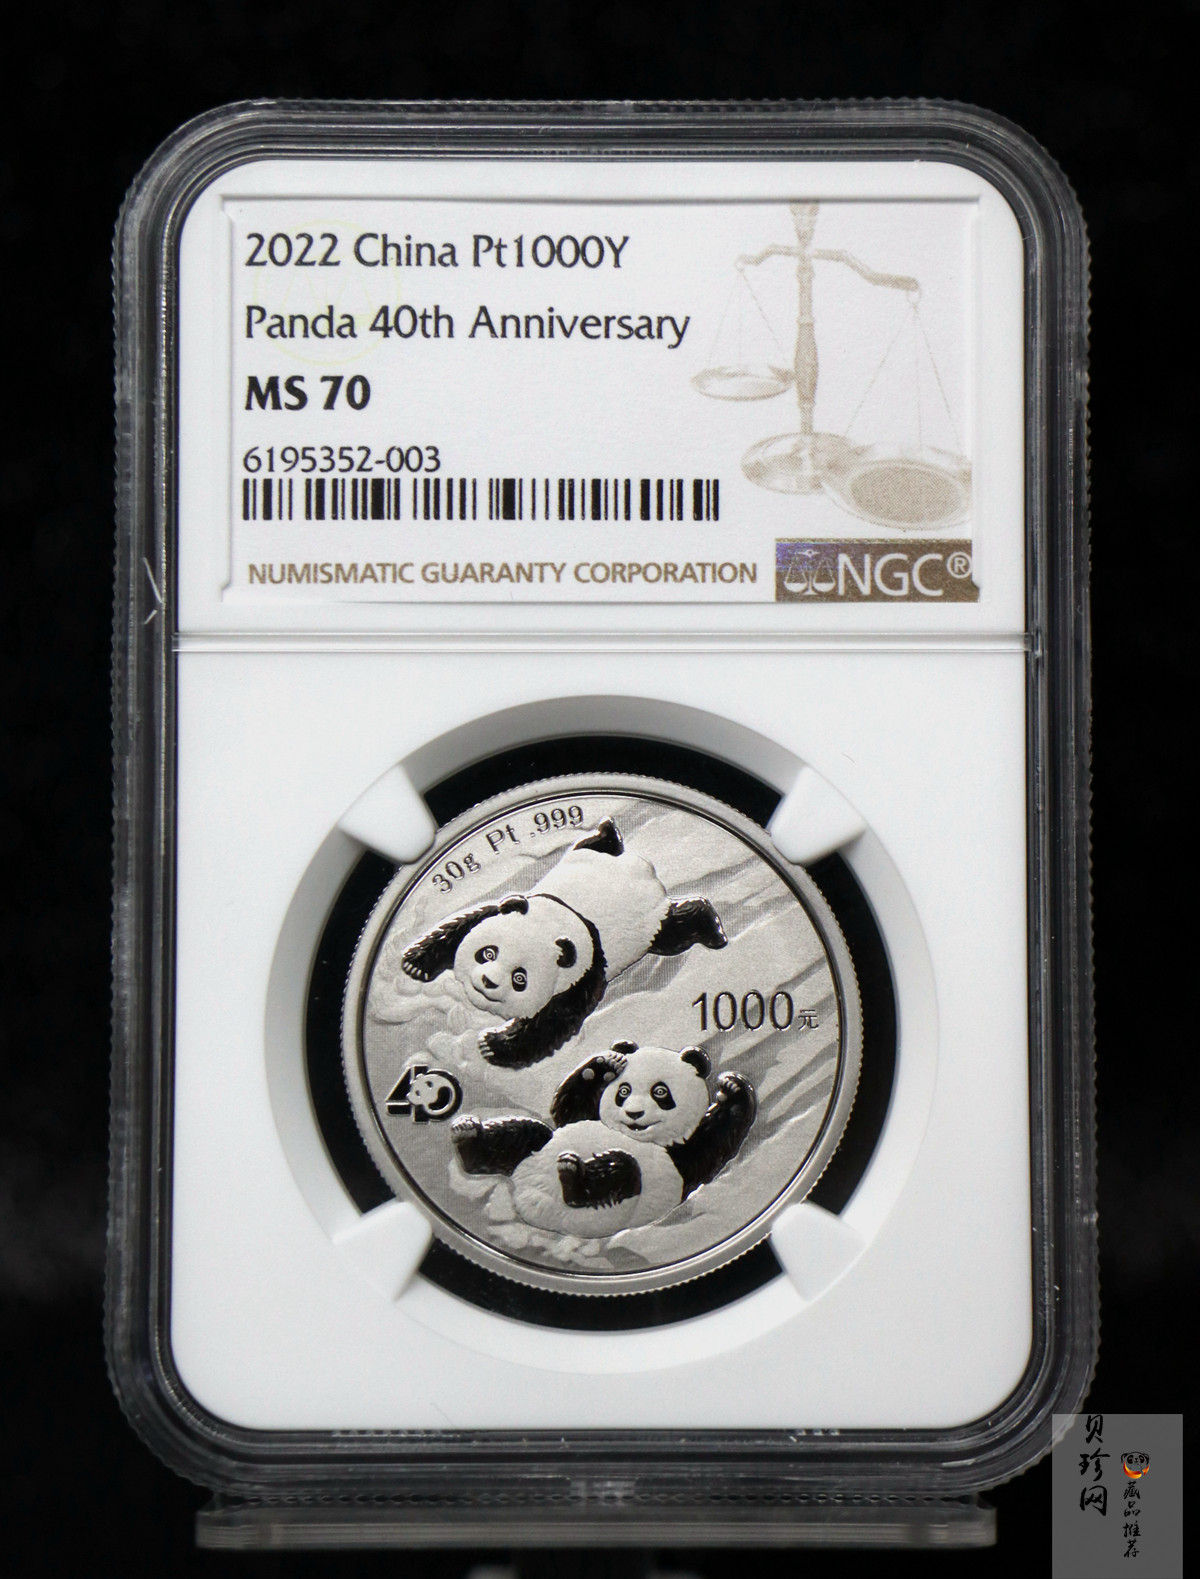 2022 China Pt1000Y
Panda 40th Anniversary
MS 70
6195352-003
NUMISMATIC GUARANTY CORPORATION
NGC®
30g Pt .999
1000元
40
贝珍网
藏品推荐